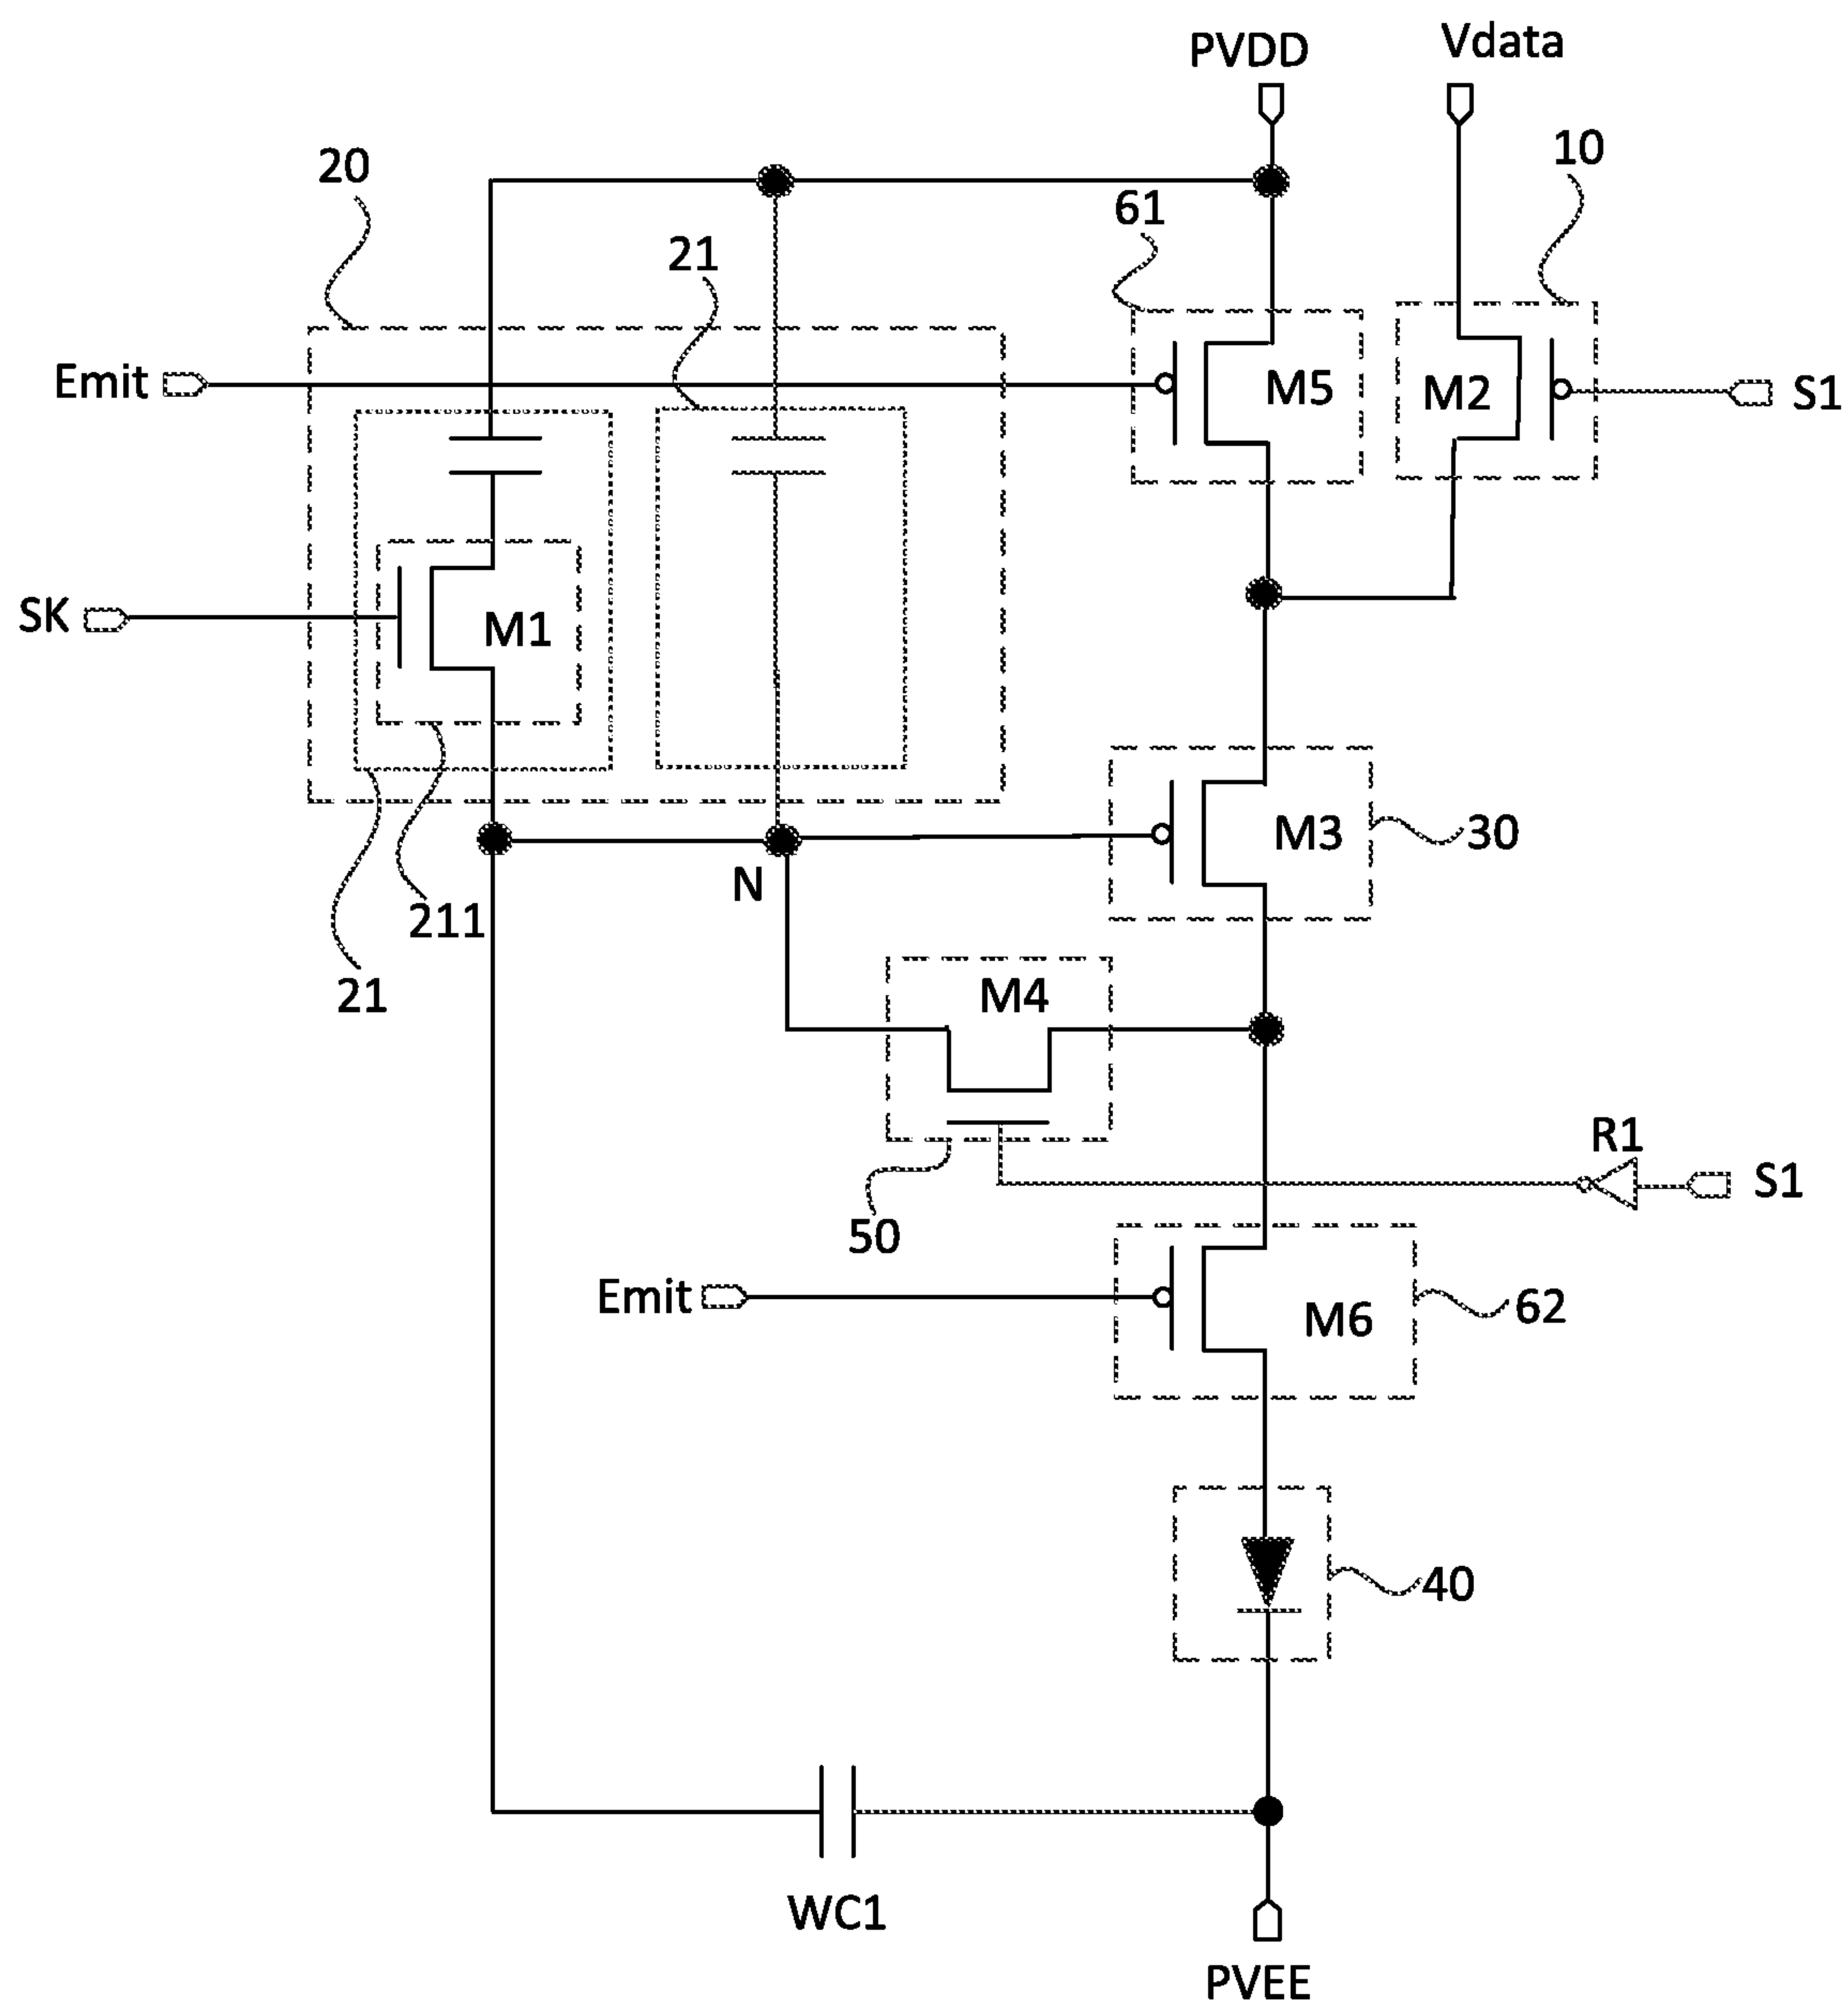 PVDD
Vdata
20
10
61
21
Emit
M5
M2
S1
SK
M1
M3
30
N
211
21
M4
R1
S1
50
Emit
M6
62
40
WC1
PVEE